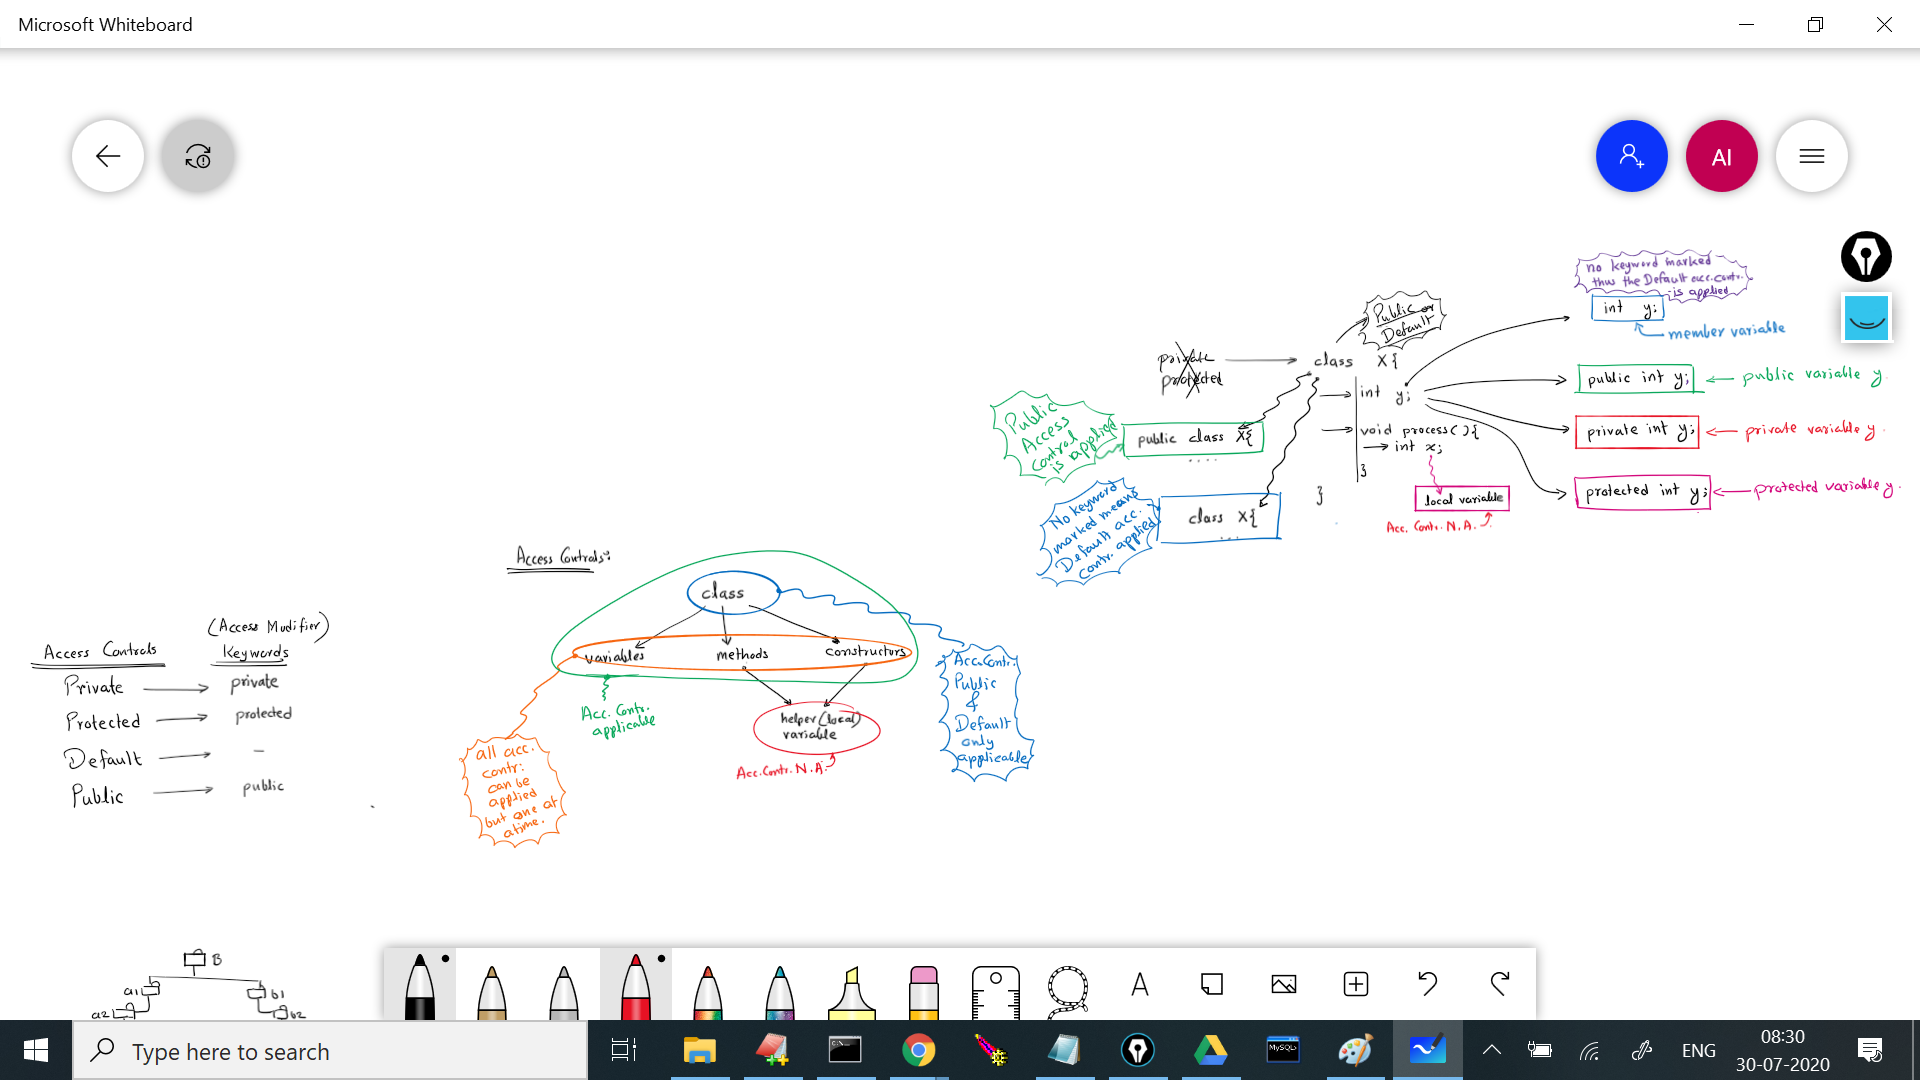 Microsoft Whiteboard
AI
no keyword marked
thus the Default acc. contr.
is applied
int y;
member variable
Public or
Default
private
protected
class X{
int y;
void process(){
int x;
}
}
local variable
Acc. Contr. N.A.
public int y;
public variable y.
private int y;
private variable y.
protected int y;
protected variable y.
Public
Access
Control
is applied
public class X{
....
No keyword
marked means
Default acc.
contr. applied
class X{
...
Access Controls:
class
variables
methods
constructors
Acc. Contr.
applicable
helper (local)
variable
Acc. Contr. N.A.
Acc. Contr:
Public
&
Default
only
applicable
all acc.
contr:
can be
applied
but one at
a time.
(Access Modifier)
Access Controls
Keywords
Private
private
Protected
protected
Default
-
Public
public
B
a1
b1
a2
b2
A
Type here to search
C:\_
MySQL
ENG
08:30
30-07-2020